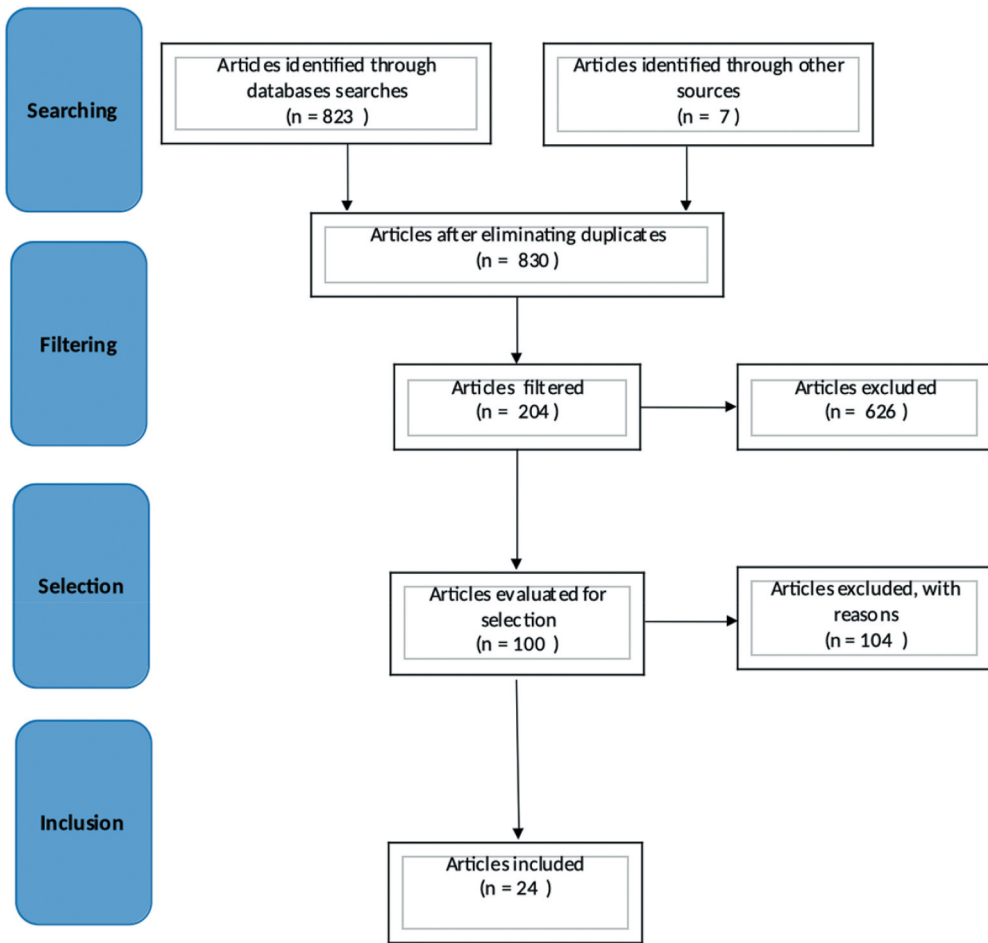 Searching
Articles identified through
databases searches
(n = 823 )
Articles identified through other
sources
(n = 7 )
Articles after eliminating duplicates
(n = 830 )
Filtering
Articles filtered
(n = 204 )
Articles excluded
(n = 626 )
Selection
Articles evaluated for
selection
(n = 100 )
Articles excluded, with
reasons
(n = 104 )
Inclusion
Articles included
(n = 24 )